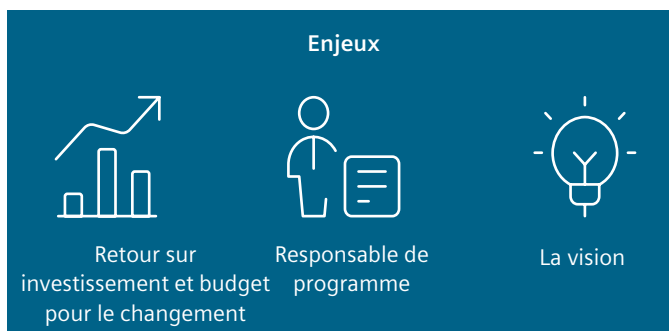 Enjeux
Retour sur
investissement et budget
pour le changement
Responsable de
programme
La vision